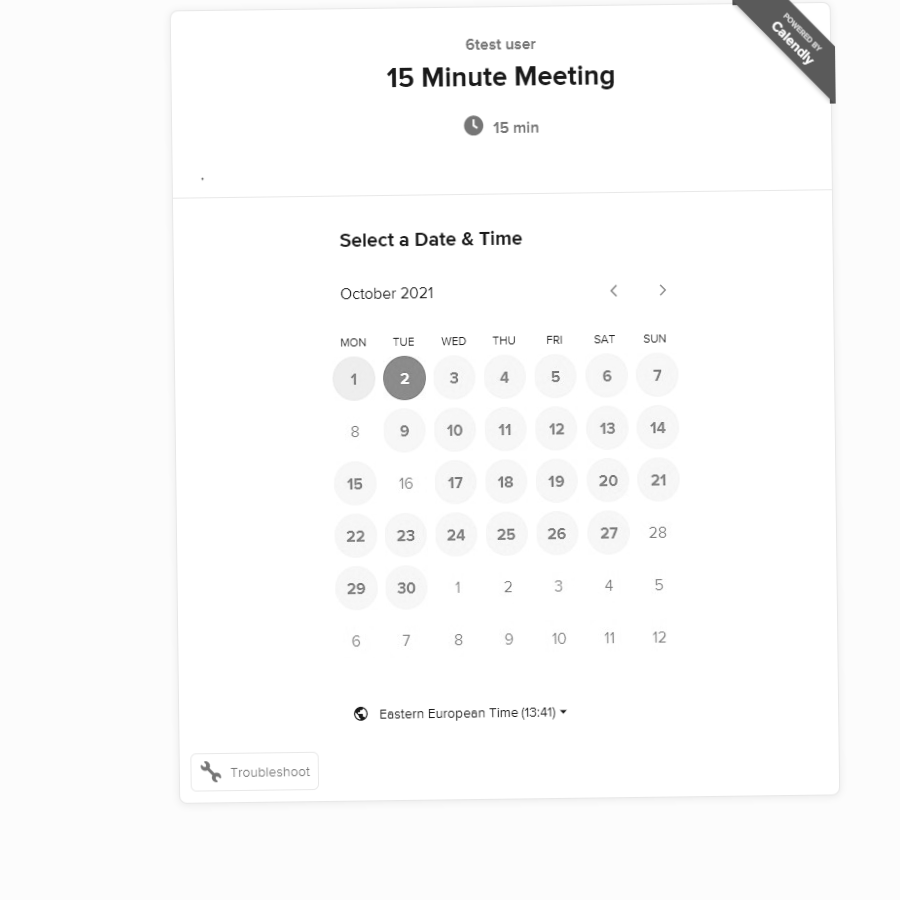 POWERED BY
Calendly
6test user
15 Minute Meeting
15 min
.
Select a Date & Time
October 2021
MON TUE WED THU FRI SAT SUN
1 2 3 4 5 6 7
8 9 10 11 12 13 14
15 16 17 18 19 20 21
22 23 24 25 26 27 28
29 30 1 2 3 4 5
6 7 8 9 10 11 12
Eastern European Time (13:41)
Troubleshoot